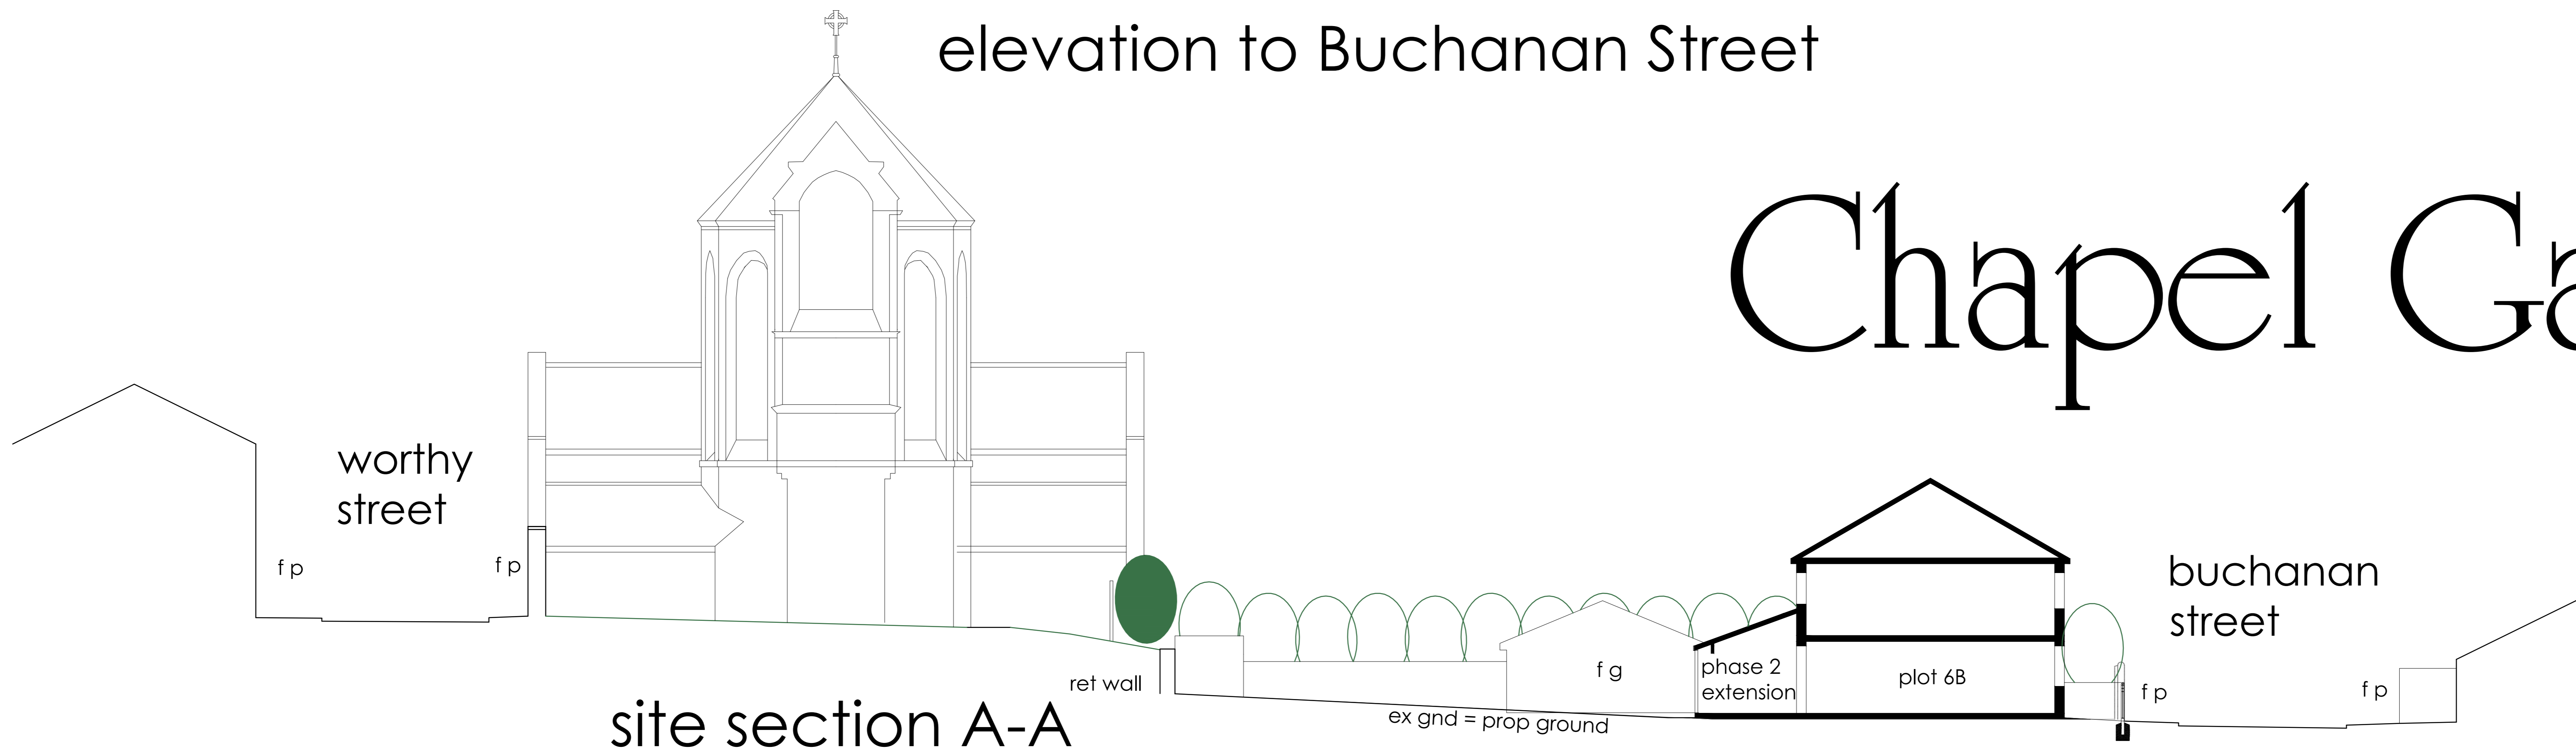 elevation to Buchanan Street
Chapel Ga
worthy
street
f p
f p
buchanan
street
f g
phase 2
extension
plot 6B
ret wall
f p
f p
ex gnd = prop ground
site section A-A